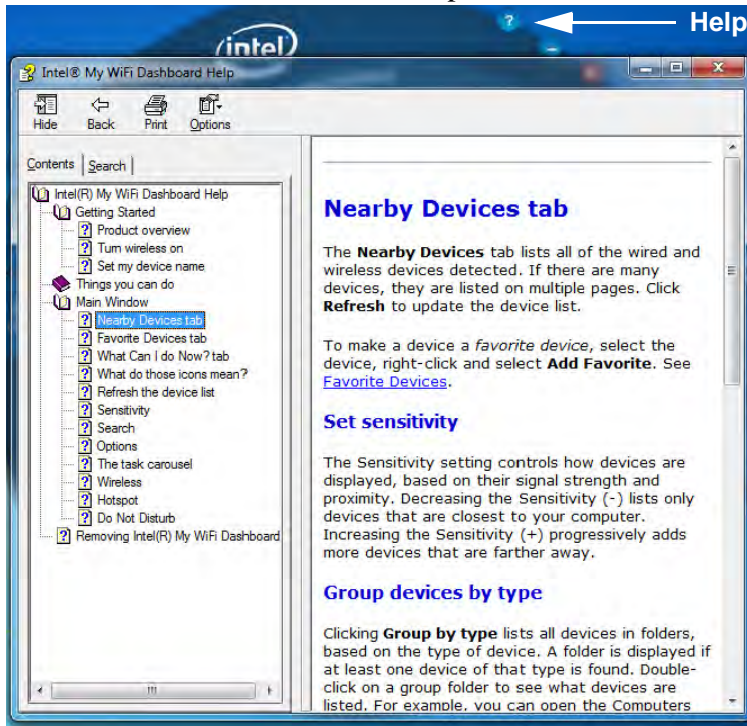 ? Help
(intel)
Intel® My WiFi Dashboard Help
Hide Back Print Options
Contents Search
Intel(R) My WiFi Dashboard Help
Getting Started
? Product overview
? Turn wireless on
? Set my device name
Things you can do
Main Window
? Nearby Devices tab
? Favorite Devices tab
? What Can I do Now? tab
? What do those icons mean?
? Refresh the device list
? Sensitivity
? Search
? Options
? The task carousel
? Wireless
? Hotspot
? Do Not Disturb
? Removing Intel(R) My WiFi Dashboard
Nearby Devices tab
The Nearby Devices tab lists all of the wired and
wireless devices detected. If there are many
devices, they are listed on multiple pages. Click
Refresh to update the device list.
To make a device a favorite device, select the
device, right-click and select Add Favorite. See
Favorite Devices.
Set sensitivity
The Sensitivity setting controls how devices are
displayed, based on their signal strength and
proximity. Decreasing the Sensitivity (-) lists only
devices that are closest to your computer.
Increasing the Sensitivity (+) progressively adds
more devices that are farther away.
Group devices by type
Clicking Group by type lists all devices in folders,
based on the type of device. A folder is displayed if
at least one device of that type is found. Double-
click on a group folder to see what devices are
listed. For example, you can open the Computers